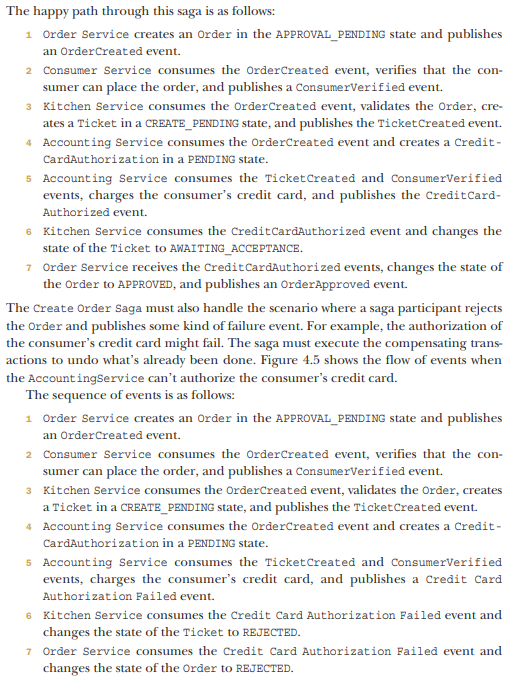 The happy path through this saga is as follows:
1 Order Service creates an Order in the APPROVAL_PENDING state and publishes
an OrderCreated event.
2 Consumer Service consumes the OrderCreated event, verifies that the con-
sumer can place the order, and publishes a ConsumerVerified event.
3 Kitchen Service consumes the OrderCreated event, validates the Order, cre-
ates a Ticket in a CREATE_PENDING state, and publishes the TicketCreated event.
4 Accounting Service consumes the OrderCreated event and creates a Credit-
CardAuthorization in a PENDING state.
5 Accounting Service consumes the TicketCreated and ConsumerVerified
events, charges the consumer's credit card, and publishes the CreditCard-
Authorized event.
6 Kitchen Service consumes the CreditCardAuthorized event and changes the
state of the Ticket to AWAITING_ACCEPTANCE.
7 Order Service receives the CreditCardAuthorized events, changes the state of
the Order to APPROVED, and publishes an OrderApproved event.
The Create Order Saga must also handle the scenario where a saga participant rejects
the Order and publishes some kind of failure event. For example, the authorization of
the consumer's credit card might fail. The saga must execute the compensating trans-
actions to undo what's already been done. Figure 4.5 shows the flow of events when
the AccountingService can't authorize the consumer's credit card.
The sequence of events is as follows:
1 Order Service creates an Order in the APPROVAL_PENDING state and publishes
an OrderCreated event.
2 Consumer Service consumes the OrderCreated event, verifies that the con-
sumer can place the order, and publishes a ConsumerVerified event.
3 Kitchen Service consumes the OrderCreated event, validates the Order, creates
a Ticket in a CREATE_PENDING state, and publishes the TicketCreated event.
4 Accounting Service consumes the OrderCreated event and creates a Credit-
CardAuthorization in a PENDING state.
5 Accounting Service consumes the TicketCreated and ConsumerVerified
events, charges the consumer's credit card, and publishes a Credit Card
Authorization Failed event.
6 Kitchen Service consumes the Credit Card Authorization Failed event and
changes the state of the Ticket to REJECTED.
7 Order Service consumes the Credit Card Authorization Failed event and
changes the state of the Order to REJECTED.